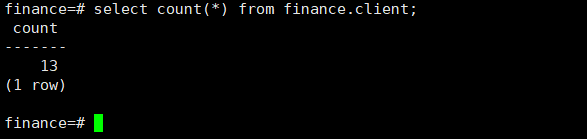 finance=# select count(*) from finance.client;
 count
-------
    13
(1 row)

finance=#